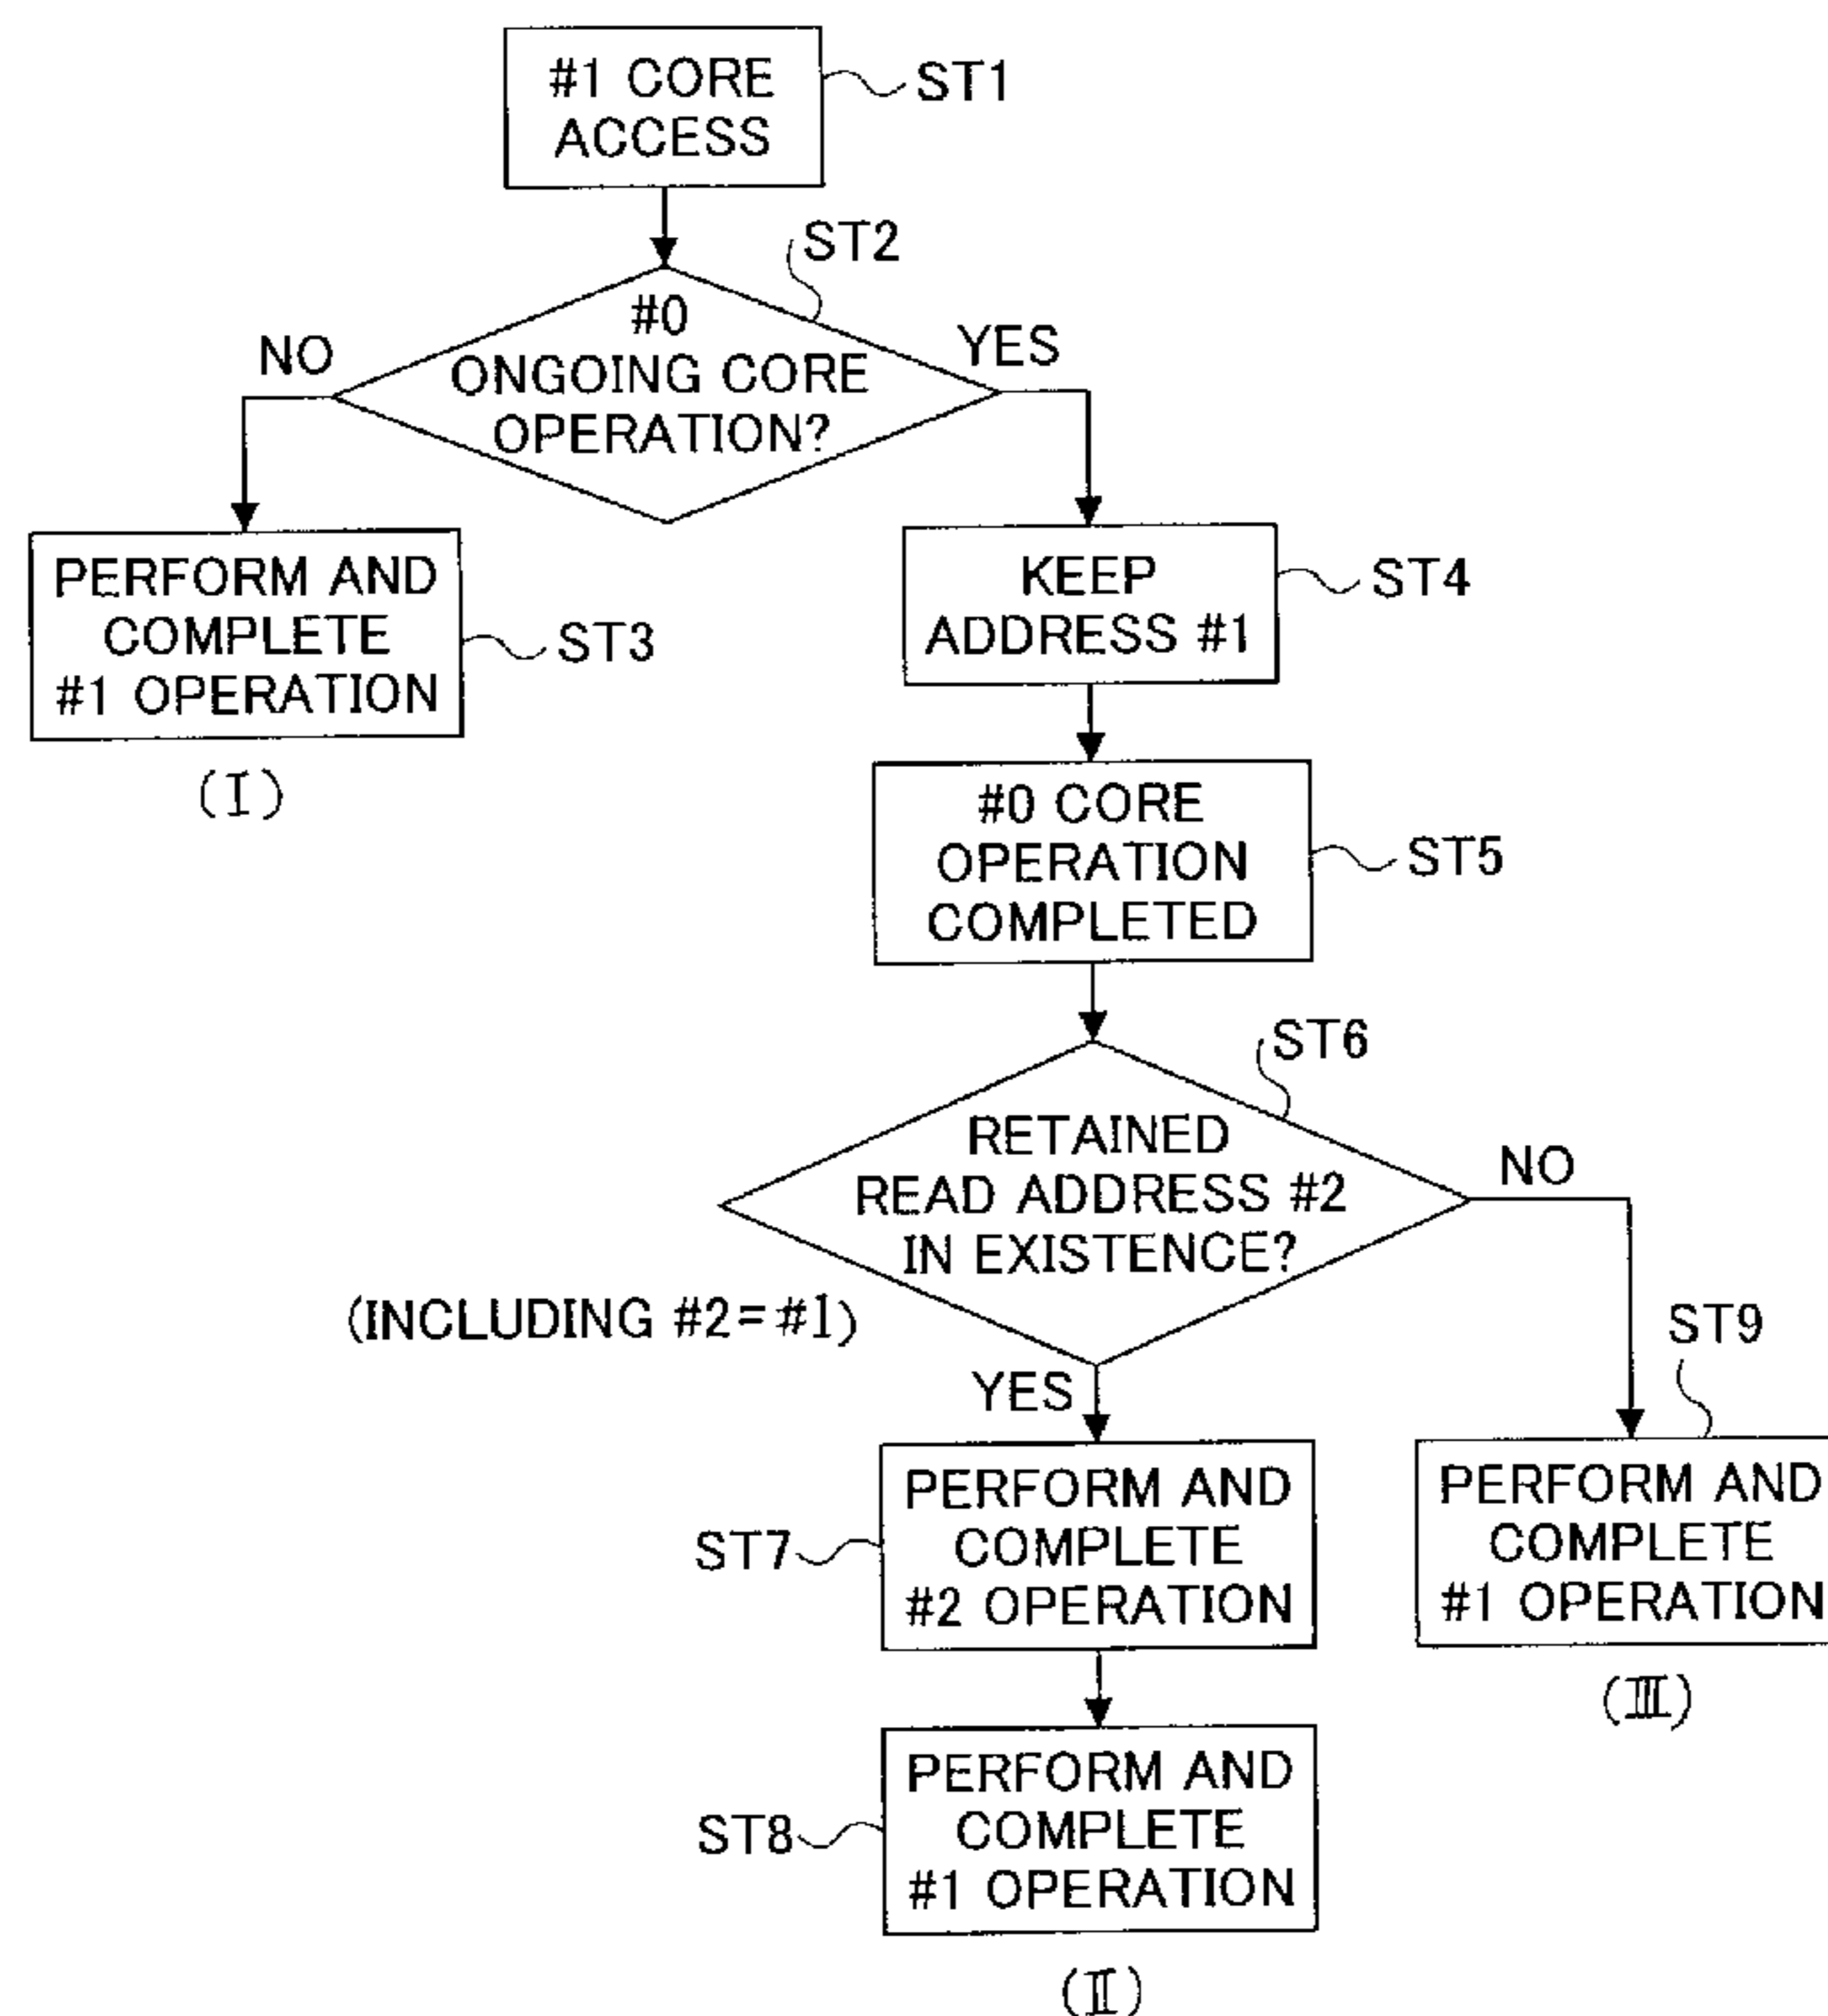 #1 CORE
ACCESS
ST1
ST2
#0
ONGOING CORE
OPERATION?
NO
YES
PERFORM AND
COMPLETE
#1 OPERATION
ST3
(I)
KEEP
ADDRESS #1
ST4
#0 CORE
OPERATION
COMPLETED
ST5
ST6
RETAINED
READ ADDRESS #2
IN EXISTENCE?
NO
(INCLUDING #2=#1)
YES
ST9
PERFORM AND
COMPLETE
#2 OPERATION
ST7
PERFORM AND
COMPLETE
#1 OPERATION
(III)
PERFORM AND
COMPLETE
#1 OPERATION
ST8
(II)